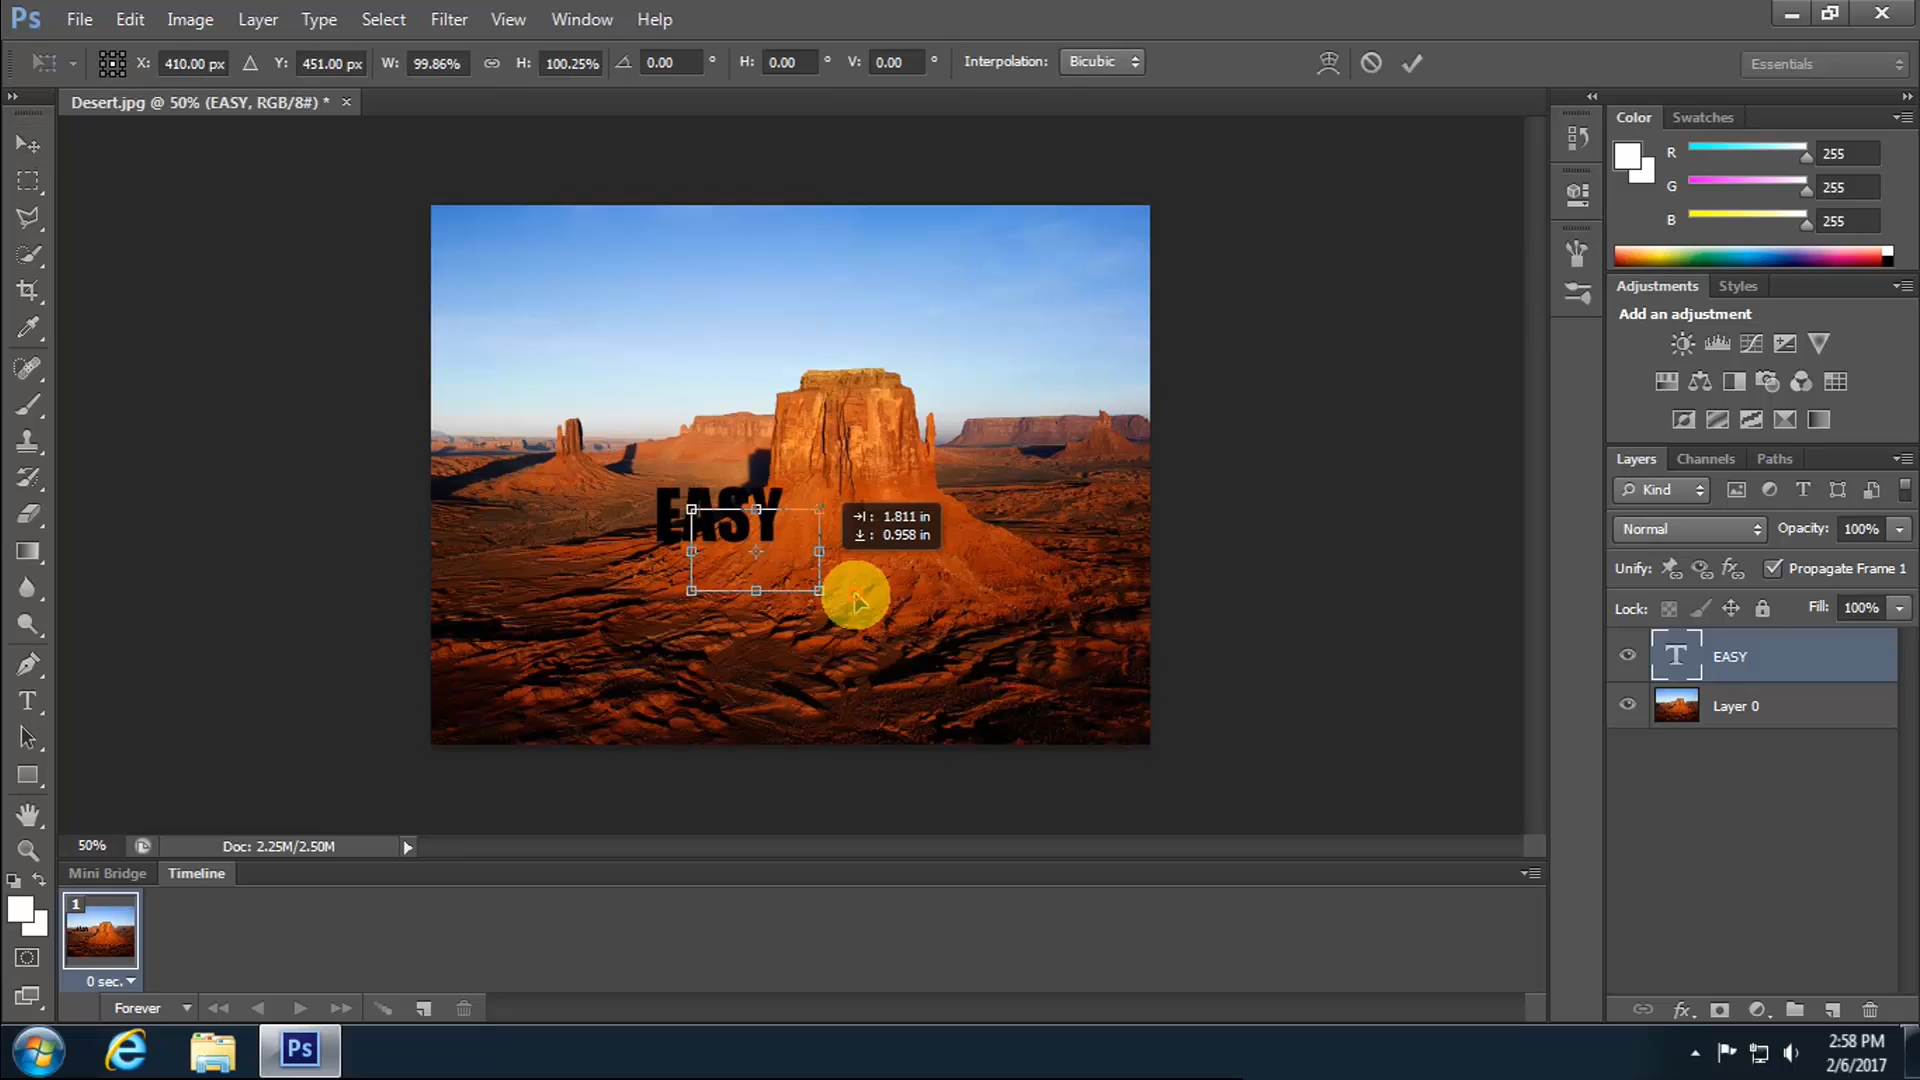 Ps File Edit Image Layer Type Select Filter View Window Help
X: 410.00 px Y: 451.00 px W: 99.86% H: 100.25% 0.00 ° H: 0.00 ° V: 0.00 ° Interpolation: Bicubic Essentials
Desert.jpg @ 50% (EASY, RGB/8#) * ×
Color Swatches
R 255
G 255
B 255
Adjustments Styles
Add an adjustment
Layers Channels Paths
Kind
EASY
1.811 in
0.958 in
Normal Opacity: 100%
Unify: Propagate Frame 1
Lock: Fill: 100%
T EASY
Layer 0
50% Doc: 2.25M/2.50M
Mini Bridge Timeline
1
0 sec.
Forever
Ps
2:58 PM
2/6/2017